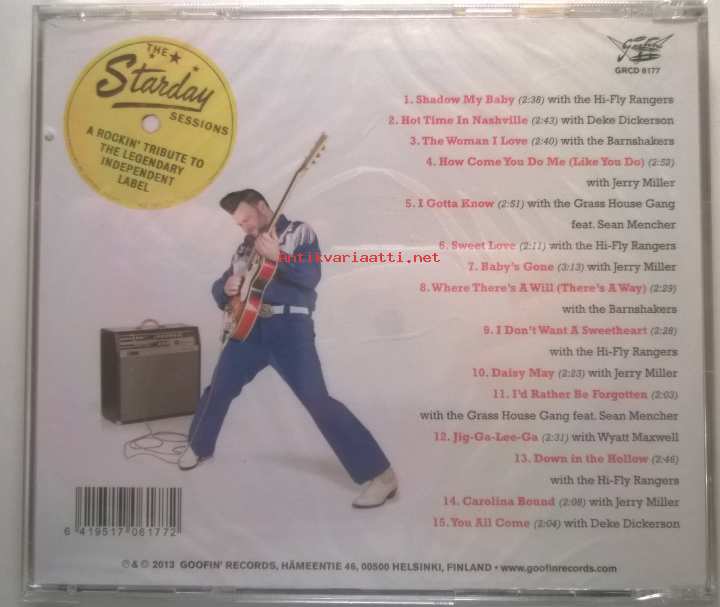 THE
Starday
SESSIONS
A ROCKIN' TRIBUTE TO
THE LEGENDARY
INDEPENDENT
LABEL
Goofin'
GRCD 6177
1. Shadow My Baby (2:38) with the Hi-Fly Rangers
2. Hot Time In Nashville (2:43) with Deke Dickerson
3. The Woman I Love (2:40) with the Barnshakers
4. How Come You Do Me (Like You Do) (2:52)
with Jerry Miller
5. I Gotta Know (2:51) with the Grass House Gang
feat. Sean Mencher
6. Sweet Love (2:11) with the Hi-Fly Rangers
7. Baby's Gone (3:13) with Jerry Miller
8. Where There's A Will (There's A Way) (2:29)
with the Barnshakers
9. I Don't Want A Sweetheart (2:28)
with the Hi-Fly Rangers
10. Daisy May (2:23) with Jerry Miller
11. I'd Rather Be Forgotten (2:03)
with the Grass House Gang feat. Sean Mencher
12. Jig-Ga-Lee-Ga (2:31) with Wyatt Maxwell
13. Down in the Hollow (2:46)
with the Hi-Fly Rangers
14. Carolina Bound (2:08) with Jerry Miller
15. You All Come (2:04) with Deke Dickerson
Antikvariaatti.net
6 419517 061772
℗ & © 2013 GOOFIN' RECORDS, HÄMEENTIE 46, 00500 HELSINKI, FINLAND • www.goofinrecords.com